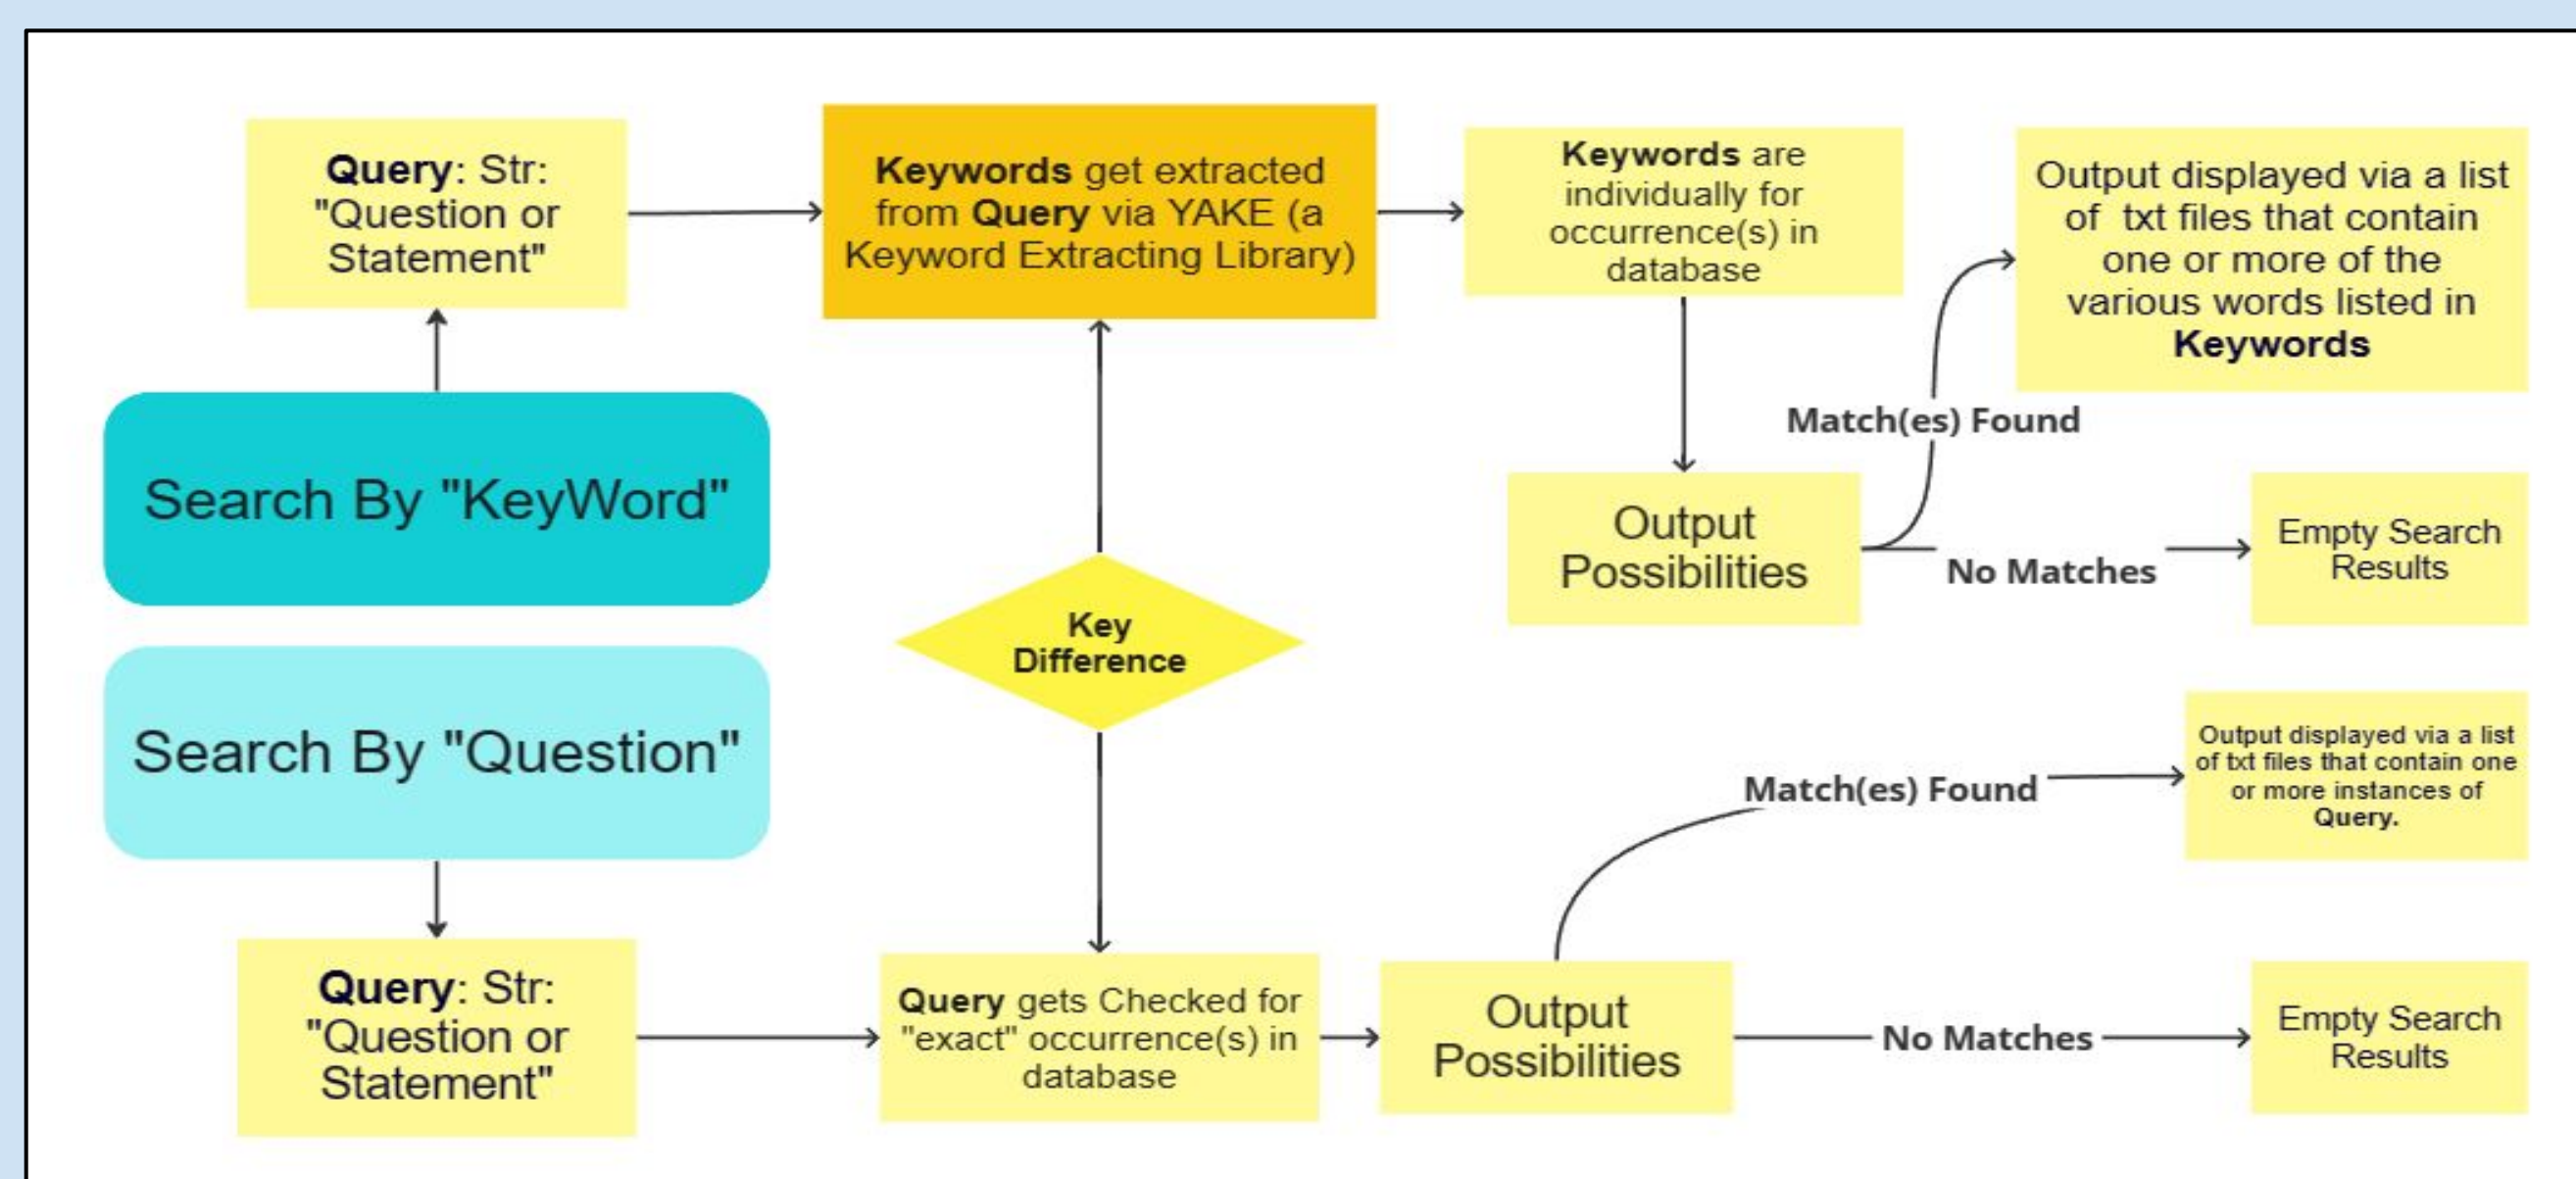 Query: Str:
"Question or
Statement"
Keywords get extracted
from Query via YAKE (a
Keyword Extracting Library)
Keywords are
individually for
occurrence(s) in
database
Output displayed via a list
of txt files that contain
one or more of the
various words listed in
Keywords
Match(es) Found
Search By "KeyWord"
Output
Possibilities
No Matches
Empty Search
Results
Key
Difference
Search By "Question"
Output displayed via a list
of txt files that contain one
or more instances of
Query.
Match(es) Found
Query: Str:
"Question or
Statement"
Query gets Checked for
"exact" occurrence(s) in
database
Output
Possibilities
No Matches
Empty Search
Results